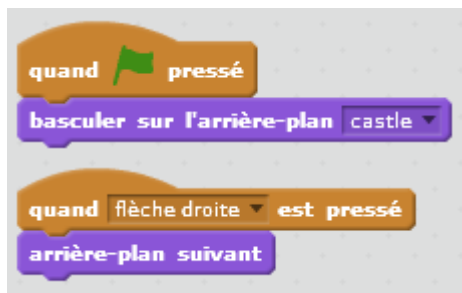 quand pressé
basculer sur l'arrière-plan castle
quand flèche droite est pressé
arrière-plan suivant